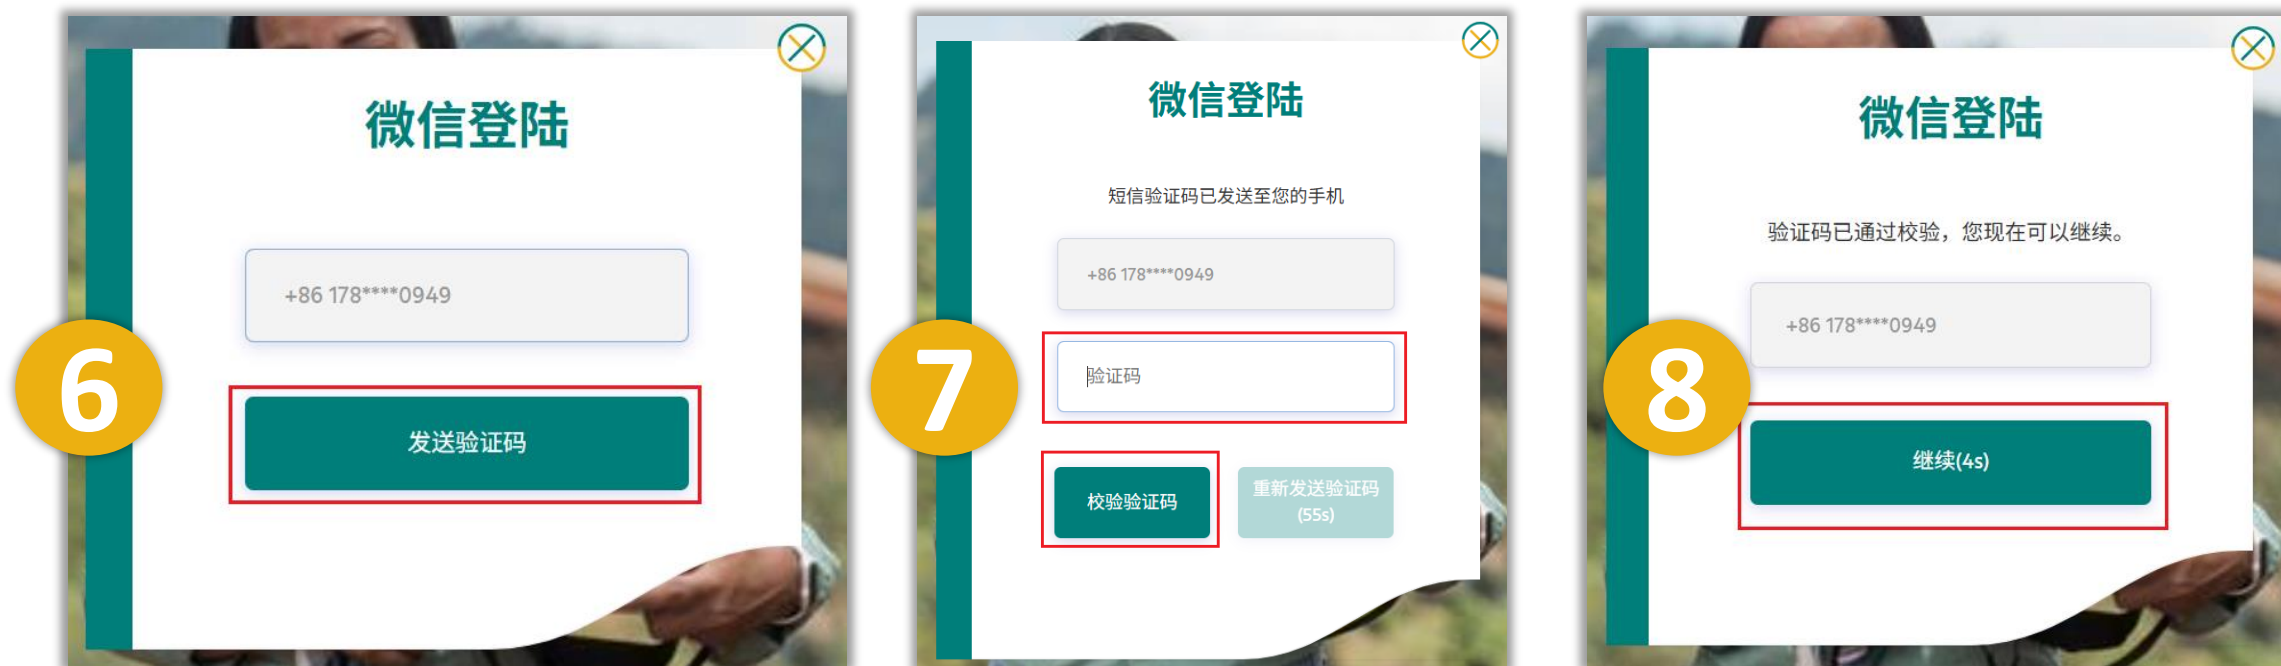 6
微信登陆
+86 178****0949
发送验证码
7
微信登陆
短信验证码已发送至您的手机
+86 178****0949
验证码
校验验证码
重新发送验证码
(55s)
8
微信登陆
验证码已通过校验，您现在可以继续。
+86 178****0949
继续(4s)